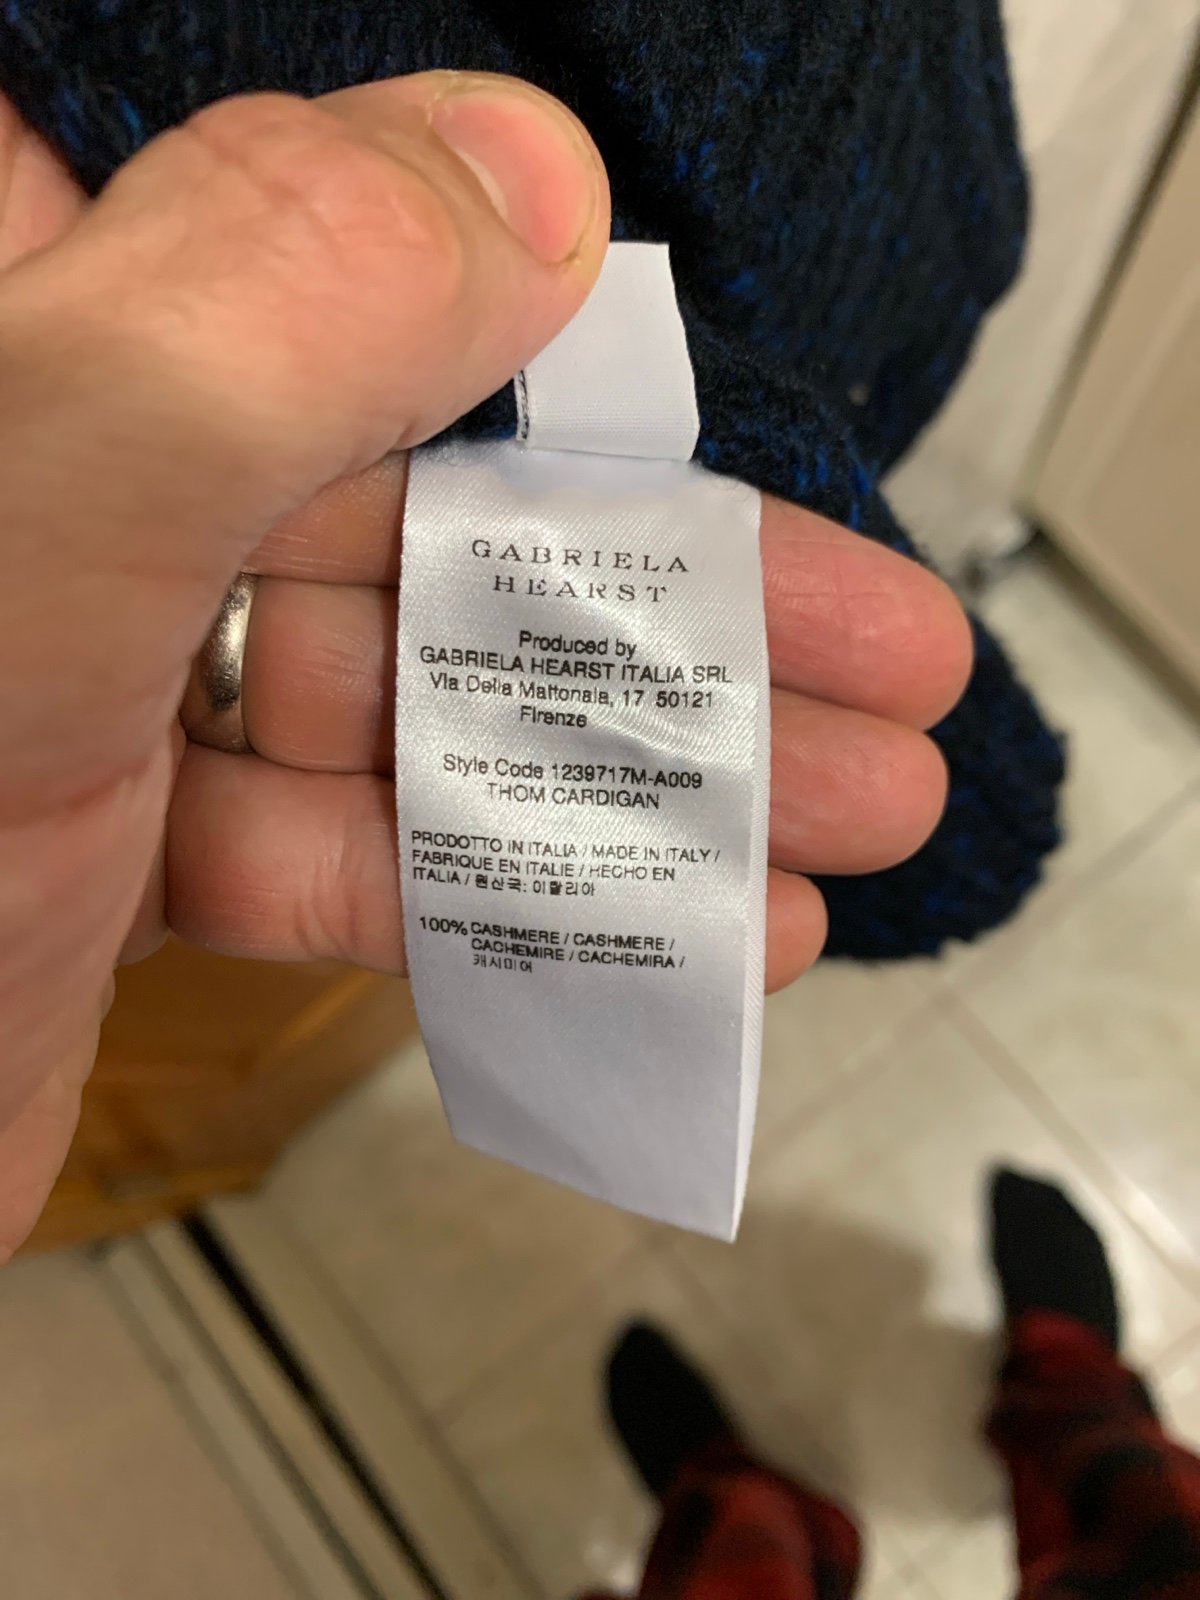 GABRIELA
HEARST
Produced by
GABRIELA HEARST ITALIA SRL
Via Della Mattonaia, 17 50121
Firenze
Style Code 1239717M-A009
THOM CARDIGAN
PRODOTTO IN ITALIA / MADE IN ITALY /
FABRIQUE EN ITALIE / HECHO EN
ITALIA / 원산국: 이탈리아
100% CASHMERE / CASHMERE /
CACHEMIRE / CACHEMIRA /
캐시미어